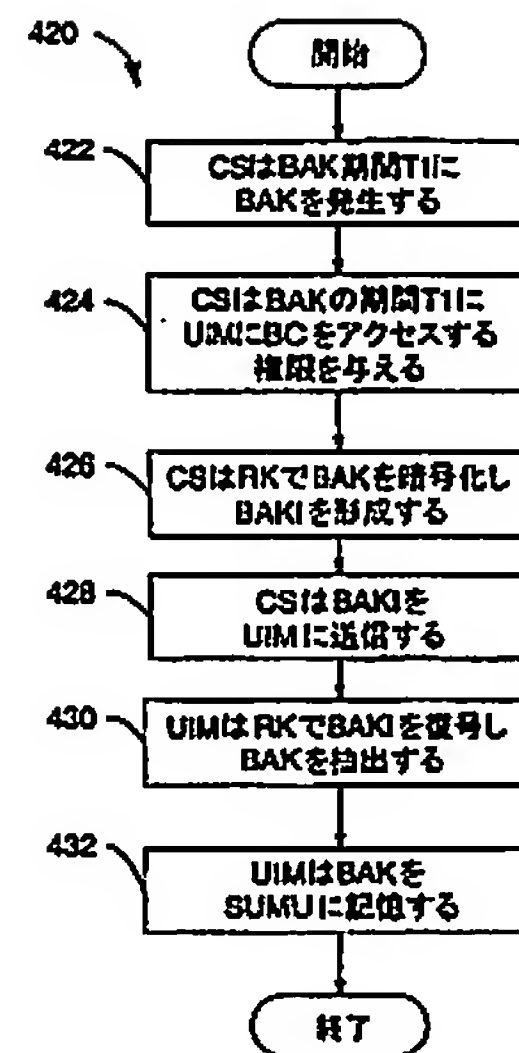 420
開始
422
CSはBAK期間T1に
BAKを発生する
424
CSはBAKの期間T1に
UIMにBCをアクセスする
権限を与える
426
CSはRKでBAKを暗号化し
BAKIを形成する
428
CSはBAKIを
UIMに送信する
430
UIMはRKでBAKIを復号し
BAKを抽出する
432
UIMはBAKを
SUMUに記憶する
終了